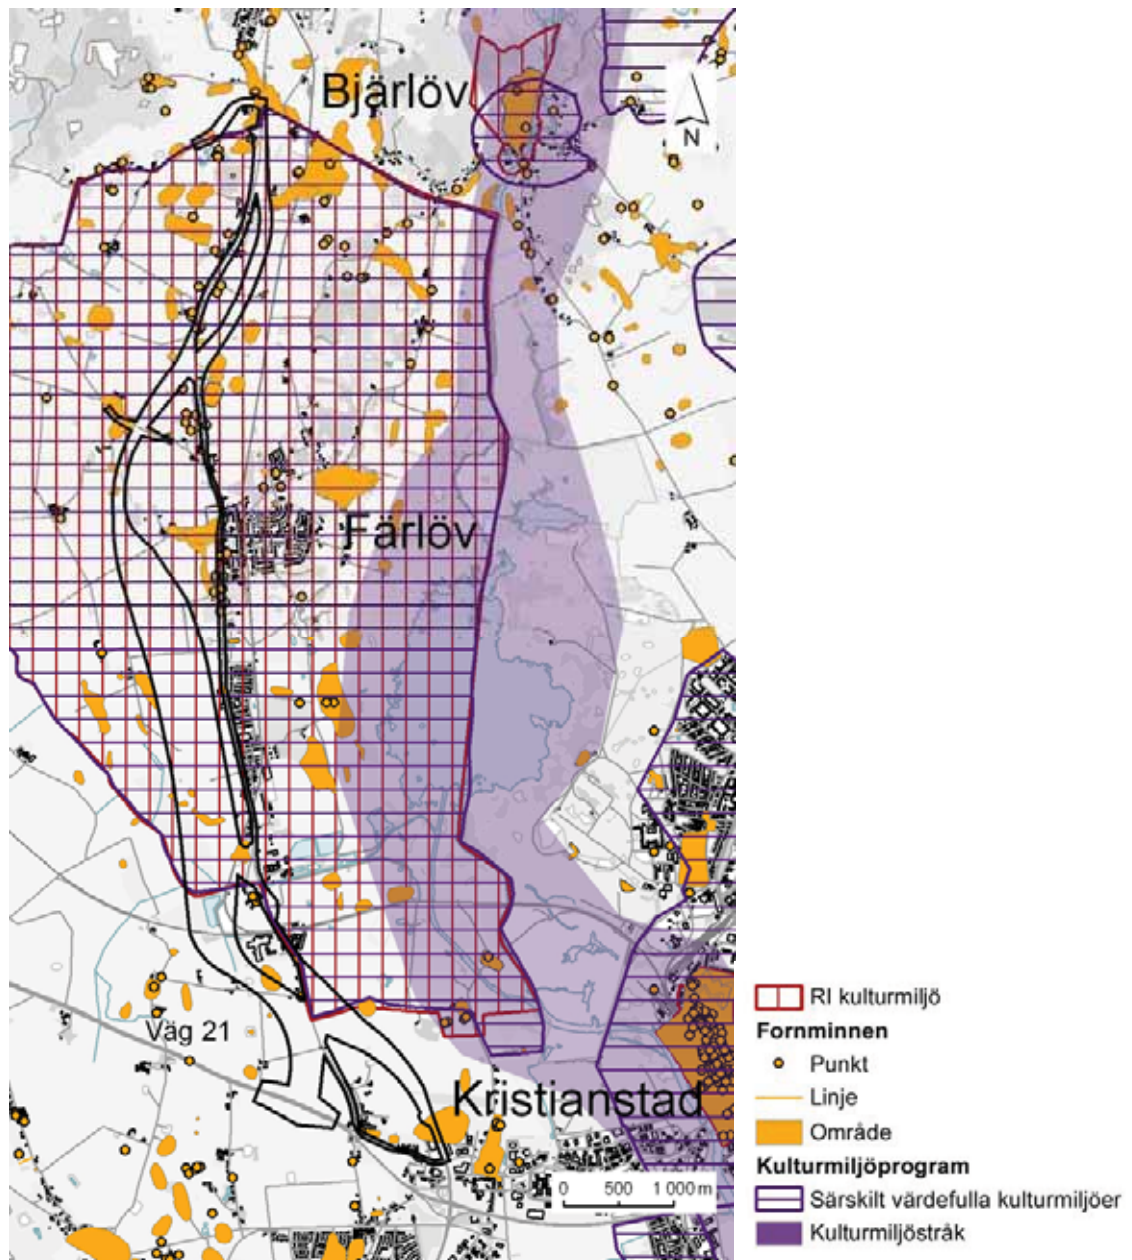 Bjärlöv
N
Färlöv
Väg 21
Kristianstad
0 500 1 000 m
RI kulturmiljö
Fornminnen
Punkt
Linje
Område
Kulturmiljöprogram
Särskilt värdefulla kulturmiljöer
Kulturmiljöstråk